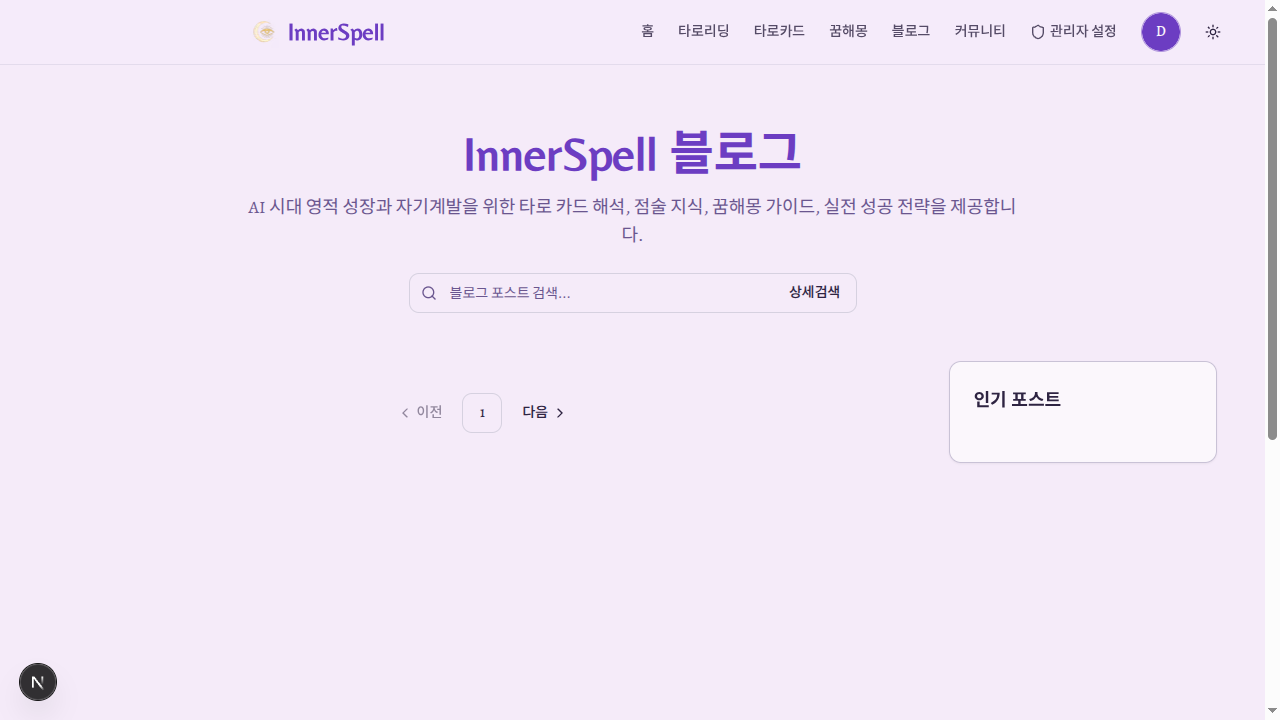 InnerSpell
홈 타로리딩 타로카드 꿈해몽 블로그 커뮤니티 관리자 설정 D
InnerSpell 블로그
AI 시대 영적 성장과 자기계발을 위한 타로 카드 해석, 점술 지식, 꿈해몽 가이드, 실전 성공 전략을 제공합니
다.
블로그 포스트 검색... 상세검색
이전 1 다음
인기 포스트
N